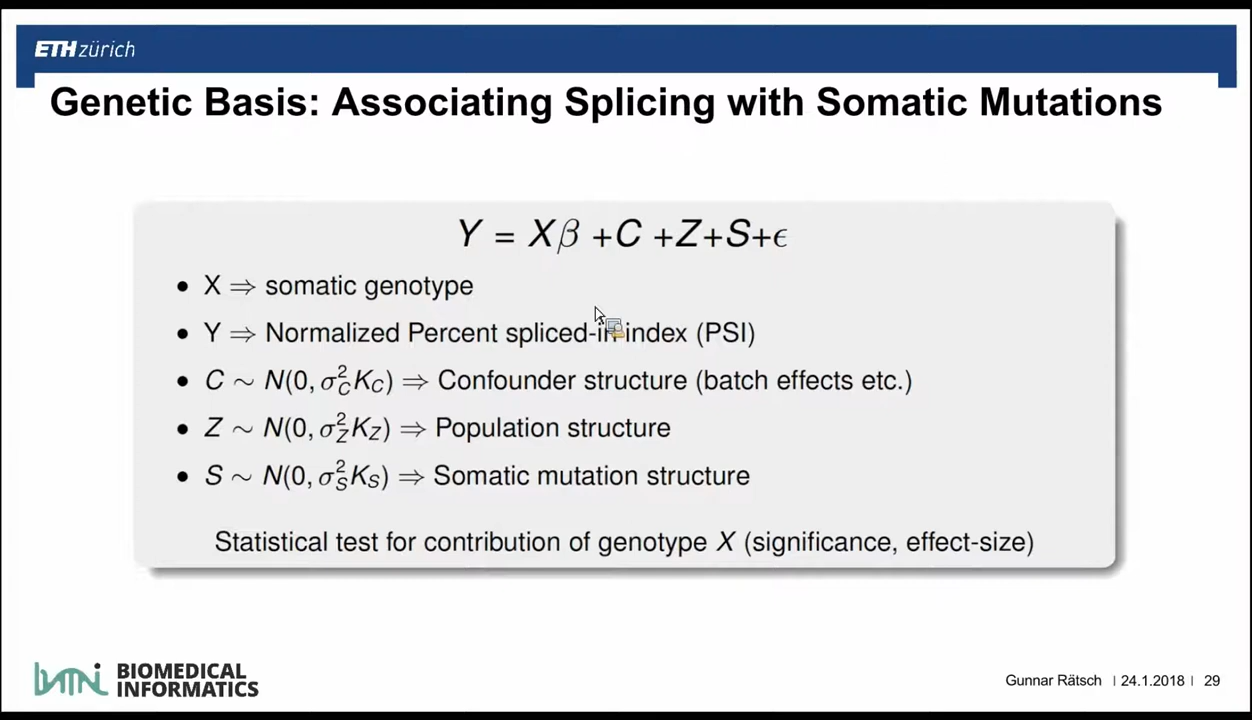 ETH zürich
Genetic Basis: Associating Splicing with Somatic Mutations
Y = Xβ +C +Z+S+ϵ
• X ⇒ somatic genotype
• Y ⇒ Normalized Percent spliced-in index (PSI)
• C ∼ N(0, σ²_C K_C) ⇒ Confounder structure (batch effects etc.)
• Z ∼ N(0, σ²_Z K_Z) ⇒ Population structure
• S ∼ N(0, σ²_S K_S) ⇒ Somatic mutation structure
Statistical test for contribution of genotype X (significance, effect-size)
BIOMEDICAL
INFORMATICS
Gunnar Rätsch | 24.1.2018 | 29